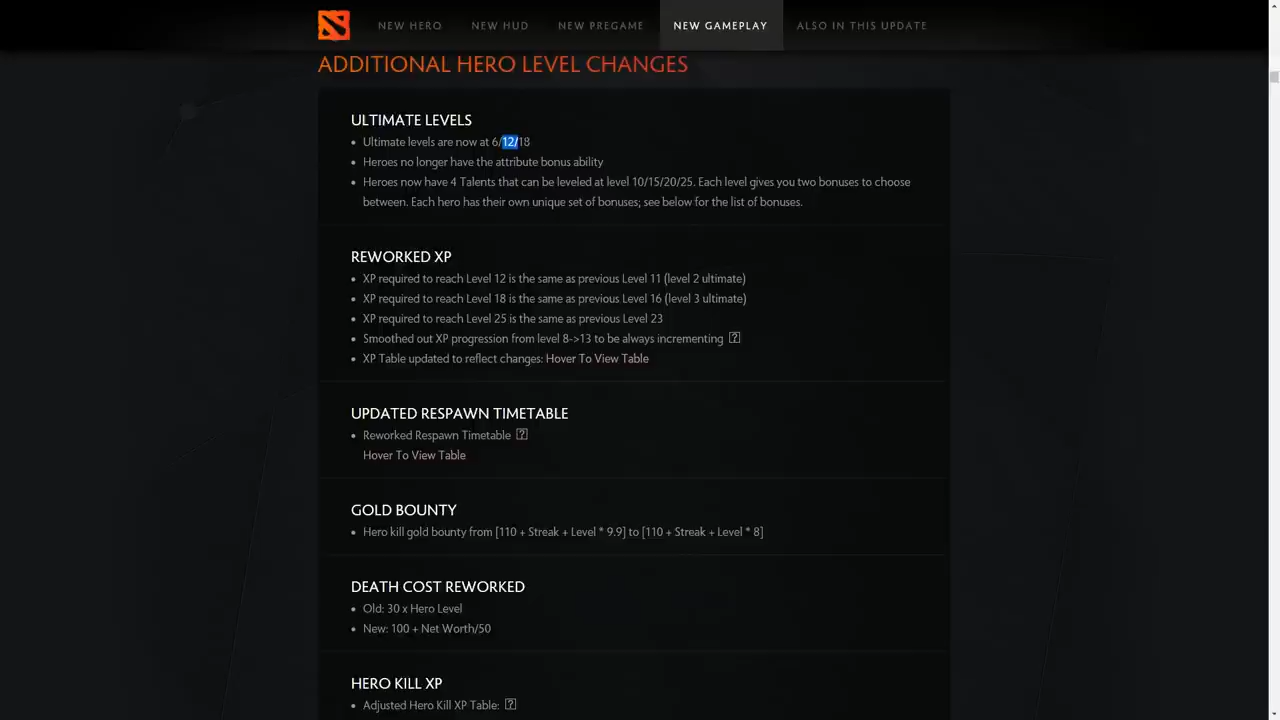 NEW HERO NEW HUD NEW PREGAME NEW GAMEPLAY ALSO IN THIS UPDATE
ADDITIONAL HERO LEVEL CHANGES
ULTIMATE LEVELS
• Ultimate levels are now at 6/12/18
• Heroes no longer have the attribute bonus ability
• Heroes now have 4 Talents that can be leveled at level 10/15/20/25. Each level gives you two bonuses to choose
between. Each hero has their own unique set of bonuses; see below for the list of bonuses.
REWORKED XP
• XP required to reach Level 12 is the same as previous Level 11 (level 2 ultimate)
• XP required to reach Level 18 is the same as previous Level 16 (level 3 ultimate)
• XP required to reach Level 25 is the same as previous Level 23
• Smoothed out XP progression from level 8->13 to be always incrementing [?]
• XP Table updated to reflect changes: Hover To View Table
UPDATED RESPAWN TIMETABLE
• Reworked Respawn Timetable [?]
Hover To View Table
GOLD BOUNTY
• Hero kill gold bounty from [110 + Streak + Level * 9.9] to [110 + Streak + Level * 8]
DEATH COST REWORKED
• Old: 30 x Hero Level
• New: 100 + Net Worth/50
HERO KILL XP
• Adjusted Hero Kill XP Table: [?]